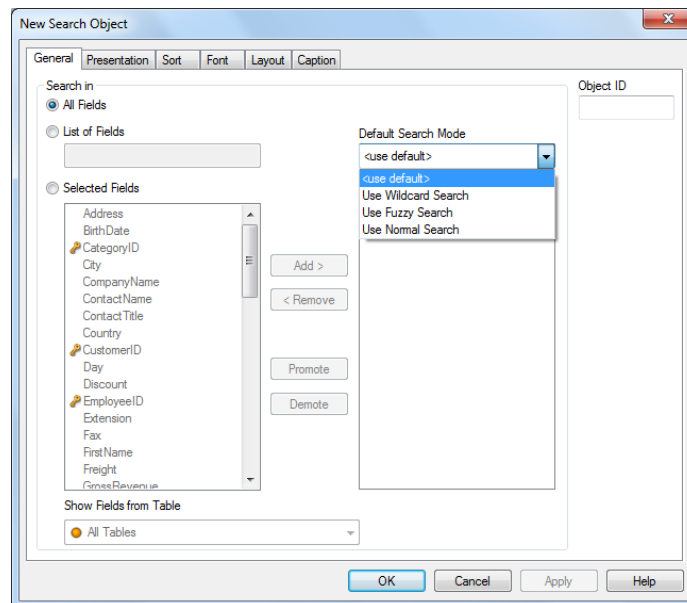 New Search Object
General Presentation Sort Font Layout Caption
Search in
All Fields
List of Fields
Selected Fields
Address
BirthDate
CategoryID
City
CompanyName
ContactName
ContactTitle
Country
CustomerID
Day
Discount
EmployeeID
Extension
Fax
FirstName
Freight
GrossRevenue
Show Fields from Table
All Tables
Add >
< Remove
Promote
Demote
Default Search Mode
<use default>
<use default>
Use Wildcard Search
Use Fuzzy Search
Use Normal Search
Object ID
OK Cancel Apply Help